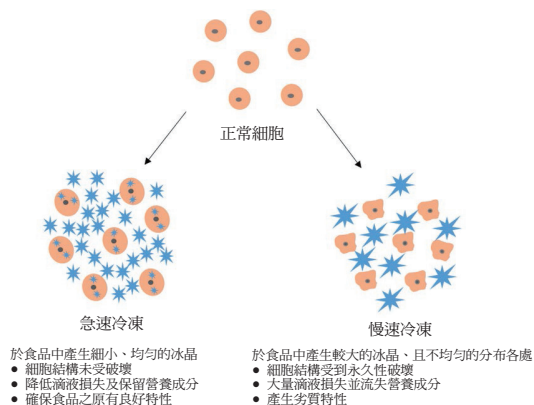 正常細胞
急速冷凍
於食品中產生細小、均勻的冰晶
● 細胞結構未受破壞
● 降低滴液損失及保留營養成分
● 確保食品之原有良好特性
慢速冷凍
於食品中產生較大的冰晶、且不均勻的分布各處
● 細胞結構受到永久性破壞
● 大量滴液損失並流失營養成分
● 產生劣質特性